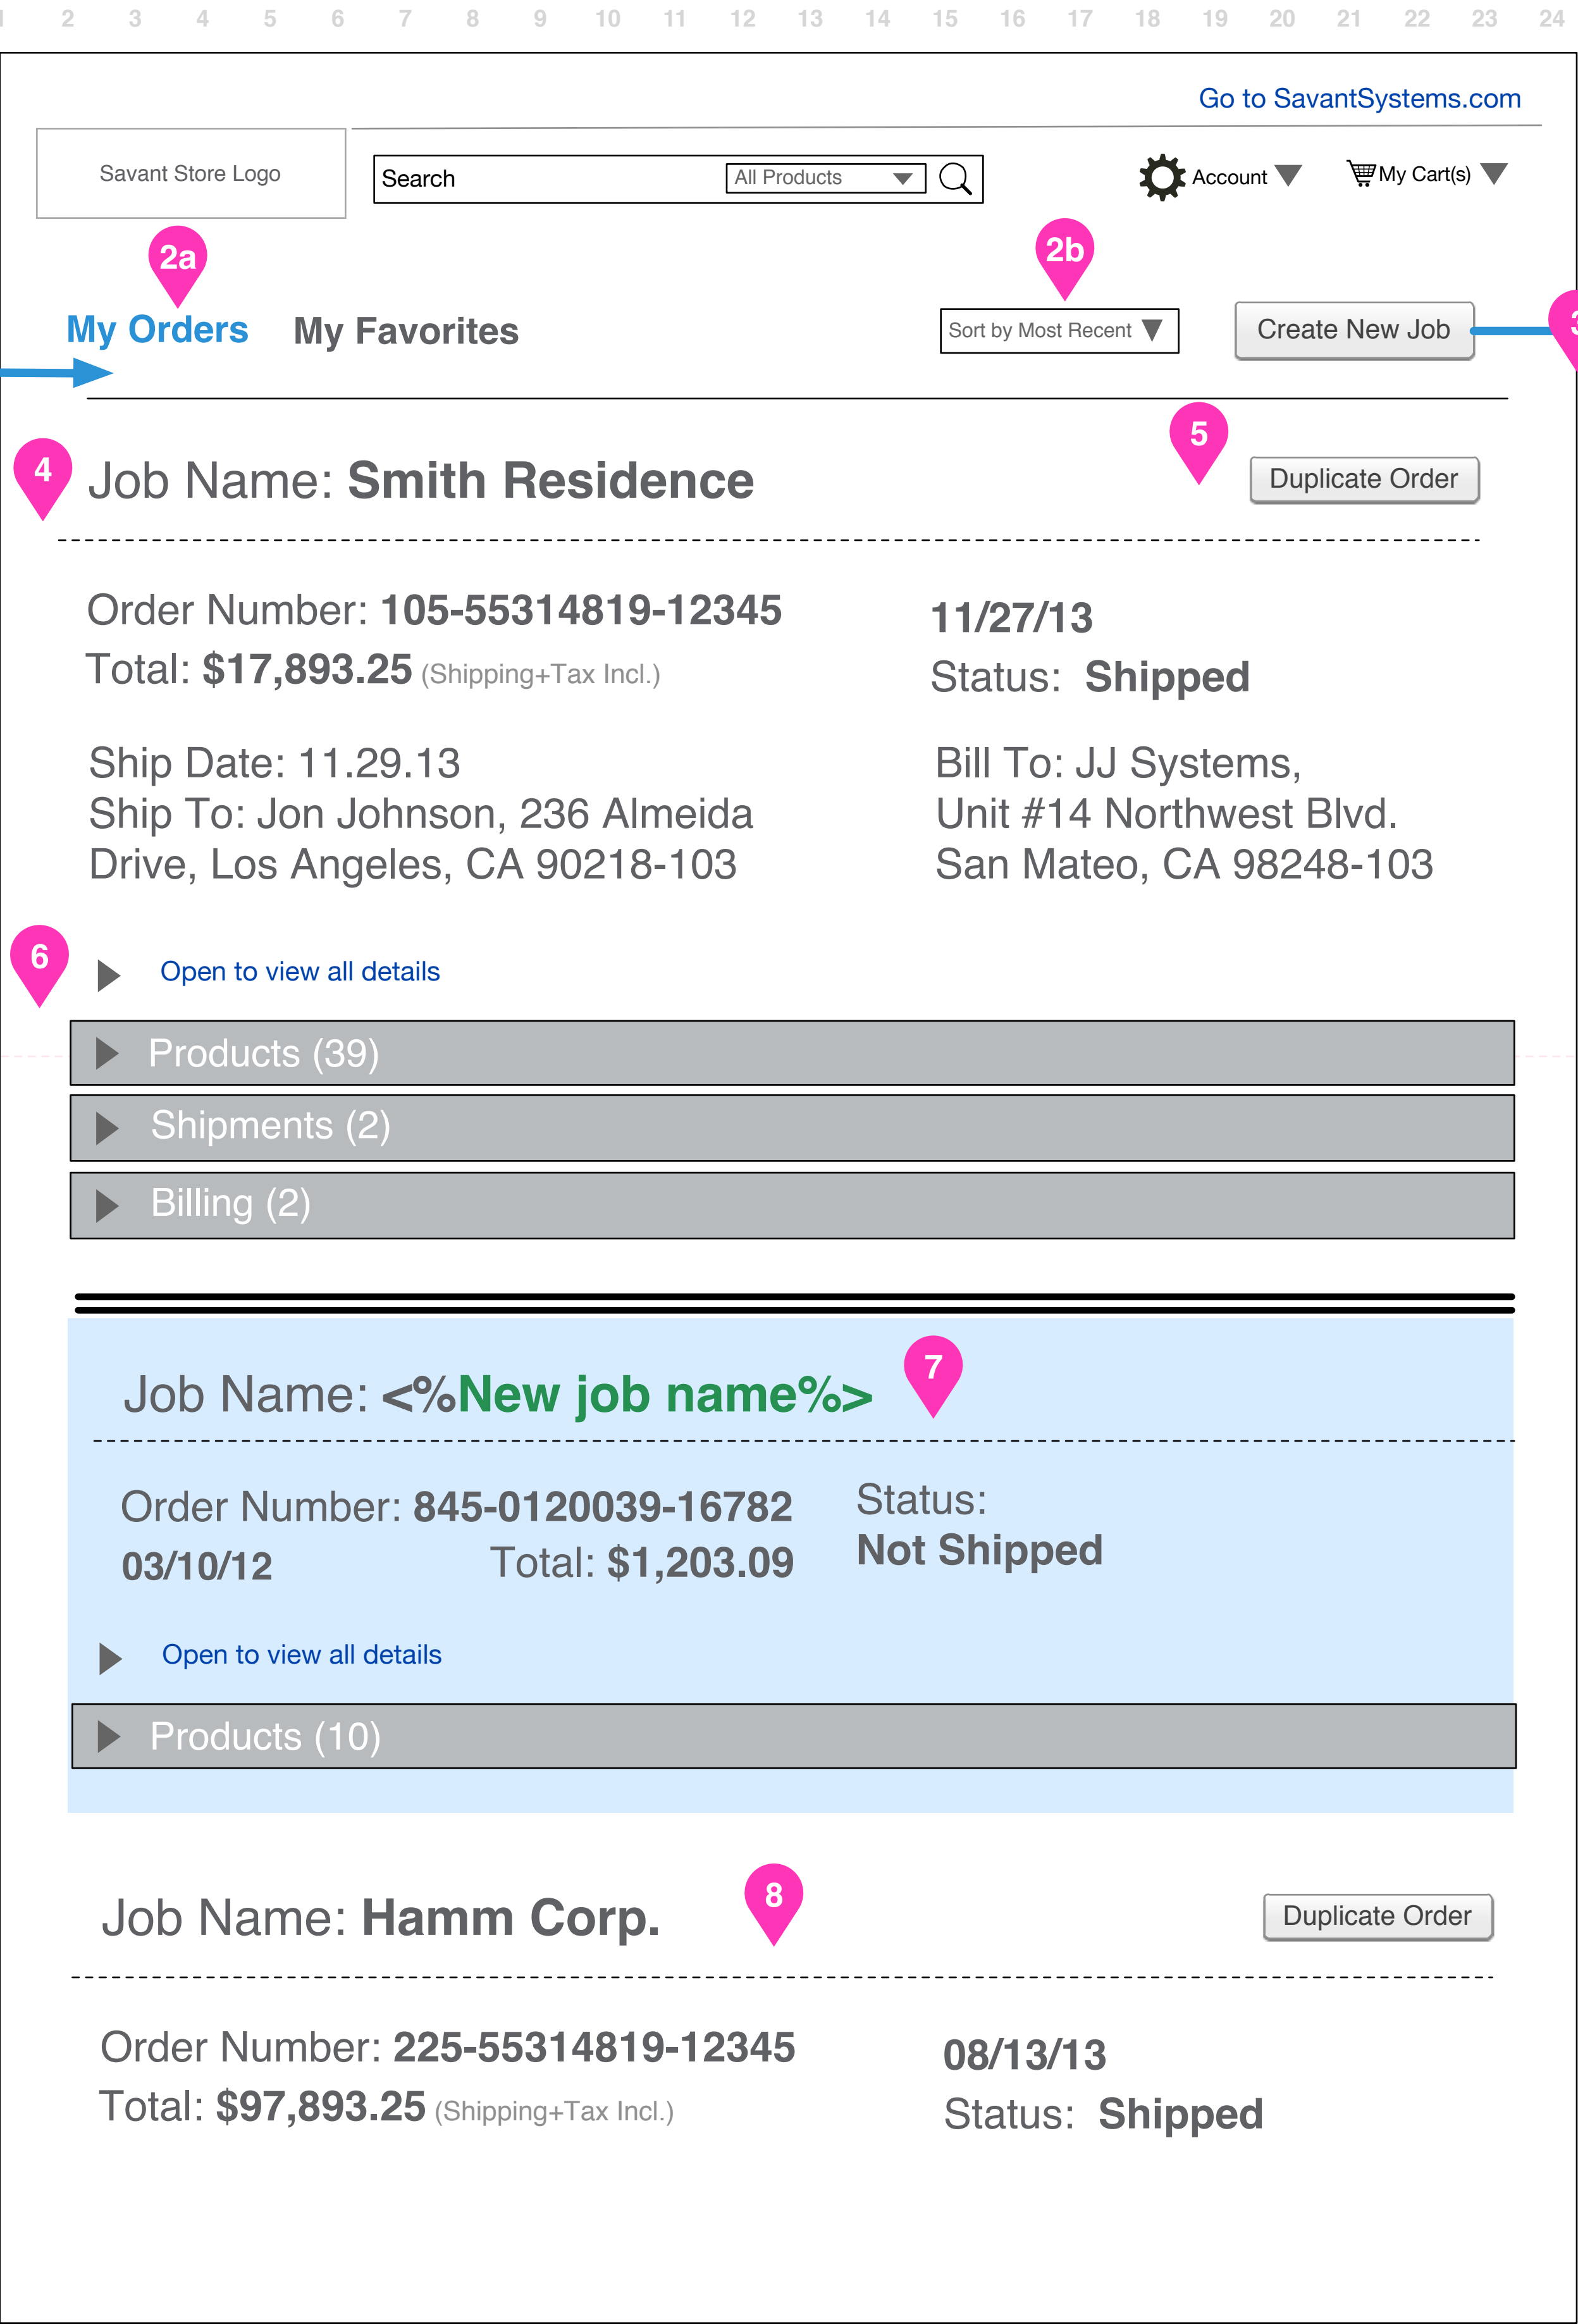 2 3 4 5 6 7 8 9 10 11 12 13 14 15 16 17 18 19 20 21 22 23 24
Go to SavantSystems.com
Savant Store Logo
Search
All Products
Account
My Cart(s)
2a
2b
My Orders
My Favorites
Sort by Most Recent
Create New Job
4
Job Name: Smith Residence
5
Duplicate Order
Order Number: 105-55314819-12345
Total: $17,893.25 (Shipping+Tax Incl.)
11/27/13
Status: Shipped
Ship Date: 11.29.13
Ship To: Jon Johnson, 236 Almeida
Drive, Los Angeles, CA 90218-103
Bill To: JJ Systems,
Unit #14 Northwest Blvd.
San Mateo, CA 98248-103
6
Open to view all details
Products (39)
Shipments (2)
Billing (2)
Job Name: <%New job name%>
7
Order Number: 845-0120039-16782
03/10/12
Total: $1,203.09
Status:
Not Shipped
Open to view all details
Products (10)
Job Name: Hamm Corp.
8
Duplicate Order
Order Number: 225-55314819-12345
Total: $97,893.25 (Shipping+Tax Incl.)
08/13/13
Status: Shipped